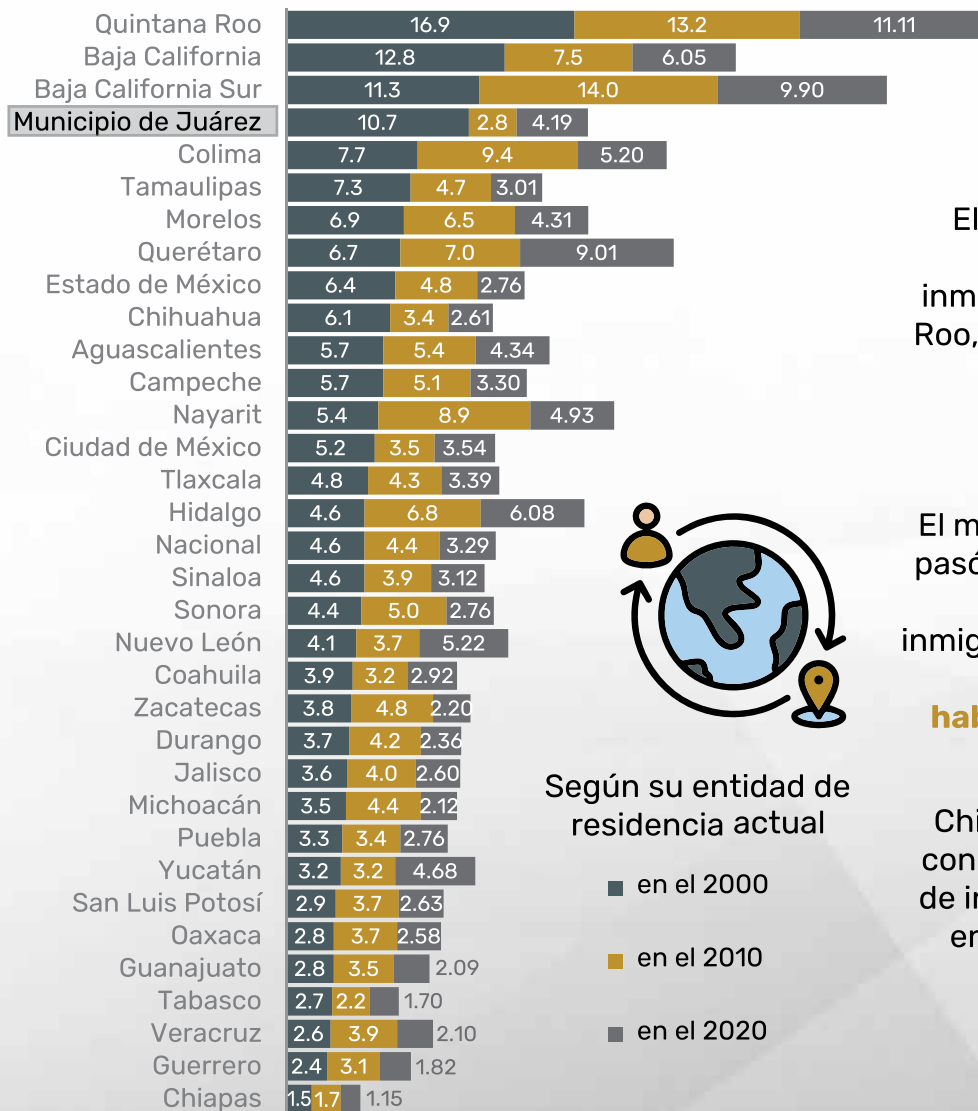 Quintana Roo 16.9 13.2 11.11
Baja California 12.8 7.5 6.05
Baja California Sur 11.3 14.0 9.90
Municipio de Juárez 10.7 2.8 4.19
Colima 7.7 9.4 5.20
Tamaulipas 7.3 4.7 3.01
Morelos 6.9 6.5 4.31
Querétaro 6.7 7.0 9.01
Estado de México 6.4 4.8 2.76
Chihuahua 6.1 3.4 2.61
Aguascalientes 5.7 5.4 4.34
Campeche 5.7 5.1 3.30
Nayarit 5.4 8.9 4.93
Ciudad de México 5.2 3.5 3.54
Tlaxcala 4.8 4.3 3.39
Hidalgo 4.6 6.8 6.08
Nacional 4.6 4.4 3.29
Sinaloa 4.6 3.9 3.12
Sonora 4.4 5.0 2.76
Nuevo León 4.1 3.7 5.22
Coahuila 3.9 3.2 2.92
Zacatecas 3.8 4.8 2.20
Durango 3.7 4.2 2.36
Jalisco 3.6 4.0 2.60
Michoacán 3.5 4.4 2.12
Puebla 3.3 3.4 2.76
Yucatán 3.2 3.2 4.68
San Luis Potosí 2.9 3.7 2.63
Oaxaca 2.8 3.7 2.58
Guanajuato 2.8 3.5 2.09
Tabasco 2.7 2.2 1.70
Veracruz 2.6 3.9 2.10
Guerrero 2.4 3.1 1.82
Chiapas 1.5 1.7 1.15
Según su entidad de
residencia actual
en el 2000
en el 2010
en el 2020
El
inm
Roo,
El m
pasó
inmig
hab
Chi
con
de in
en